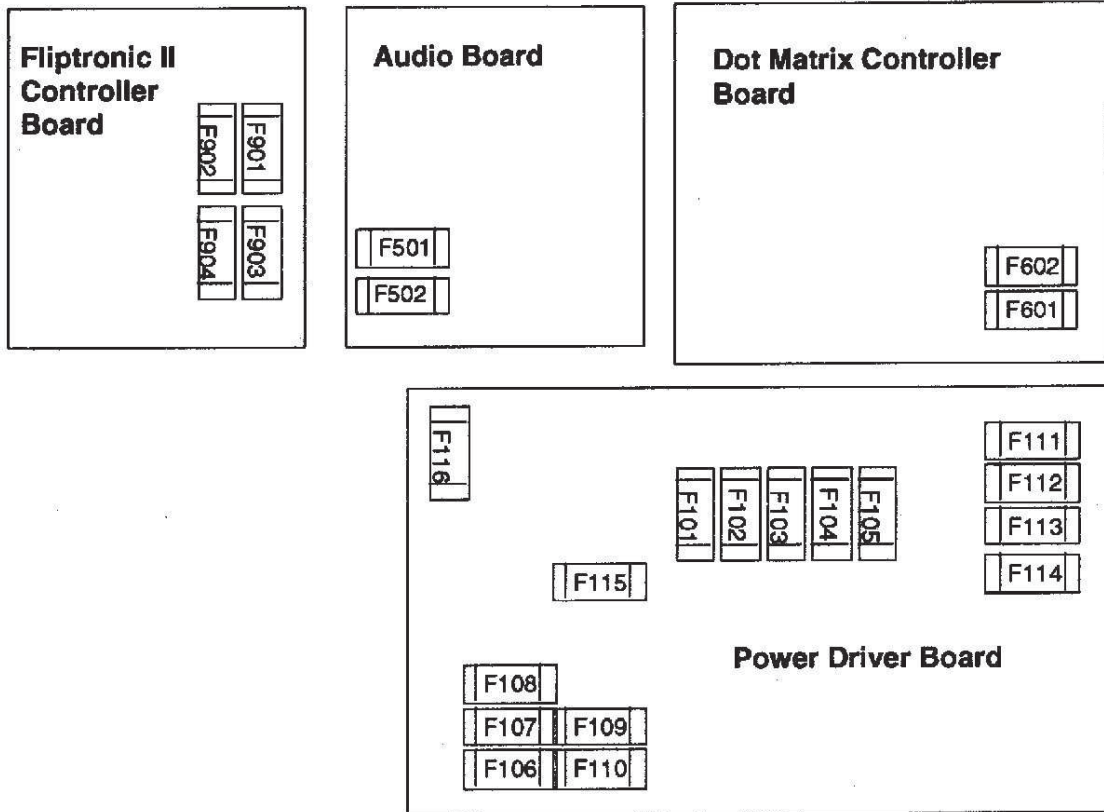 Fliptronic II
Controller
Board
F902
F901
F904
F903
Audio Board
F501
F502
Dot Matrix Controller
Board
F602
F601
F116
F101
F102
F103
F104
F105
F111
F112
F113
F114
F115
Power Driver Board
F108
F107
F109
F106
F110